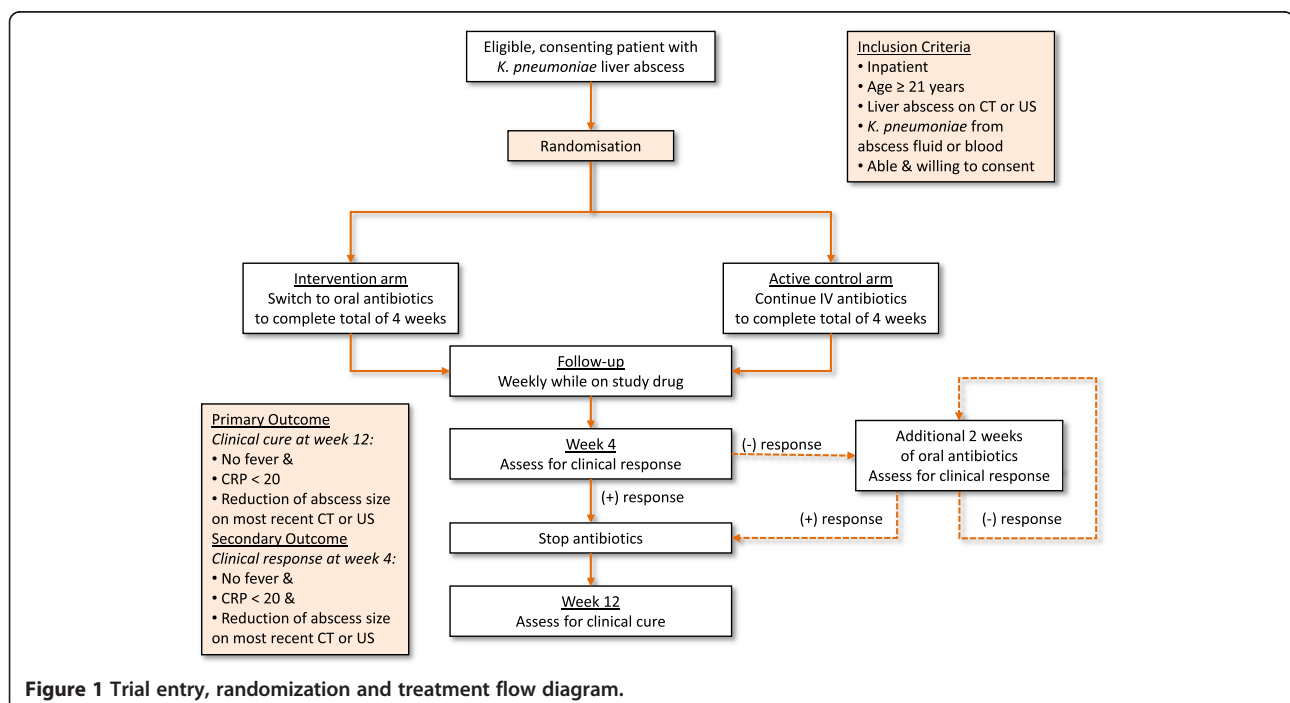 Eligible, consenting patient with
K. pneumoniae liver abscess
Inclusion Criteria
• Inpatient
• Age ≥ 21 years
• Liver abscess on CT or US
• K. pneumoniae from
abscess fluid or blood
• Able & willing to consent
Randomisation
Intervention arm
Switch to oral antibiotics
to complete total of 4 weeks
Active control arm
Continue IV antibiotics
to complete total of 4 weeks
Follow-up
Weekly while on study drug
Primary Outcome
Clinical cure at week 12:
• No fever &
• CRP < 20
• Reduction of abscess size
on most recent CT or US
Secondary Outcome
Clinical response at week 4:
• No fever &
• CRP < 20 &
• Reduction of abscess size
on most recent CT or US
Week 4
Assess for clinical response
(-) response
Additional 2 weeks
of oral antibiotics
Assess for clinical response
(+) response
(+) response
(-) response
Stop antibiotics
Week 12
Assess for clinical cure
Figure 1 Trial entry, randomization and treatment flow diagram.